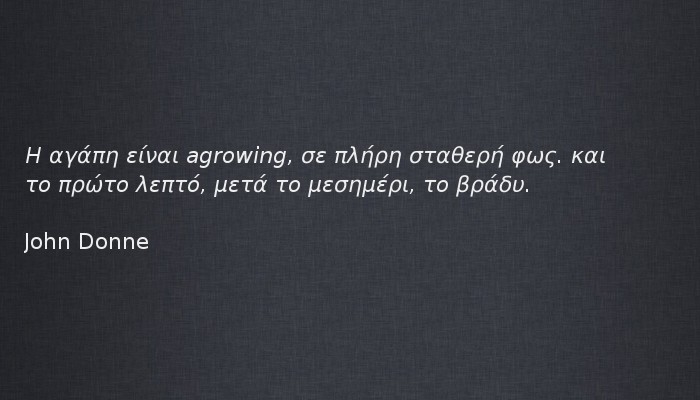 Η αγάπη είναι agrowing, σε πλήρη σταθερή φως. και
το πρώτο λεπτό, μετά το μεσημέρι, το βράδυ.
John Donne